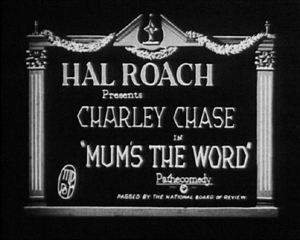 HAL ROACH
Presents
CHARLEY CHASE
IN
"MUM'S THE WORD"
Pathecomedy
PASSED BY THE NATIONAL BOARD OF REVIEW